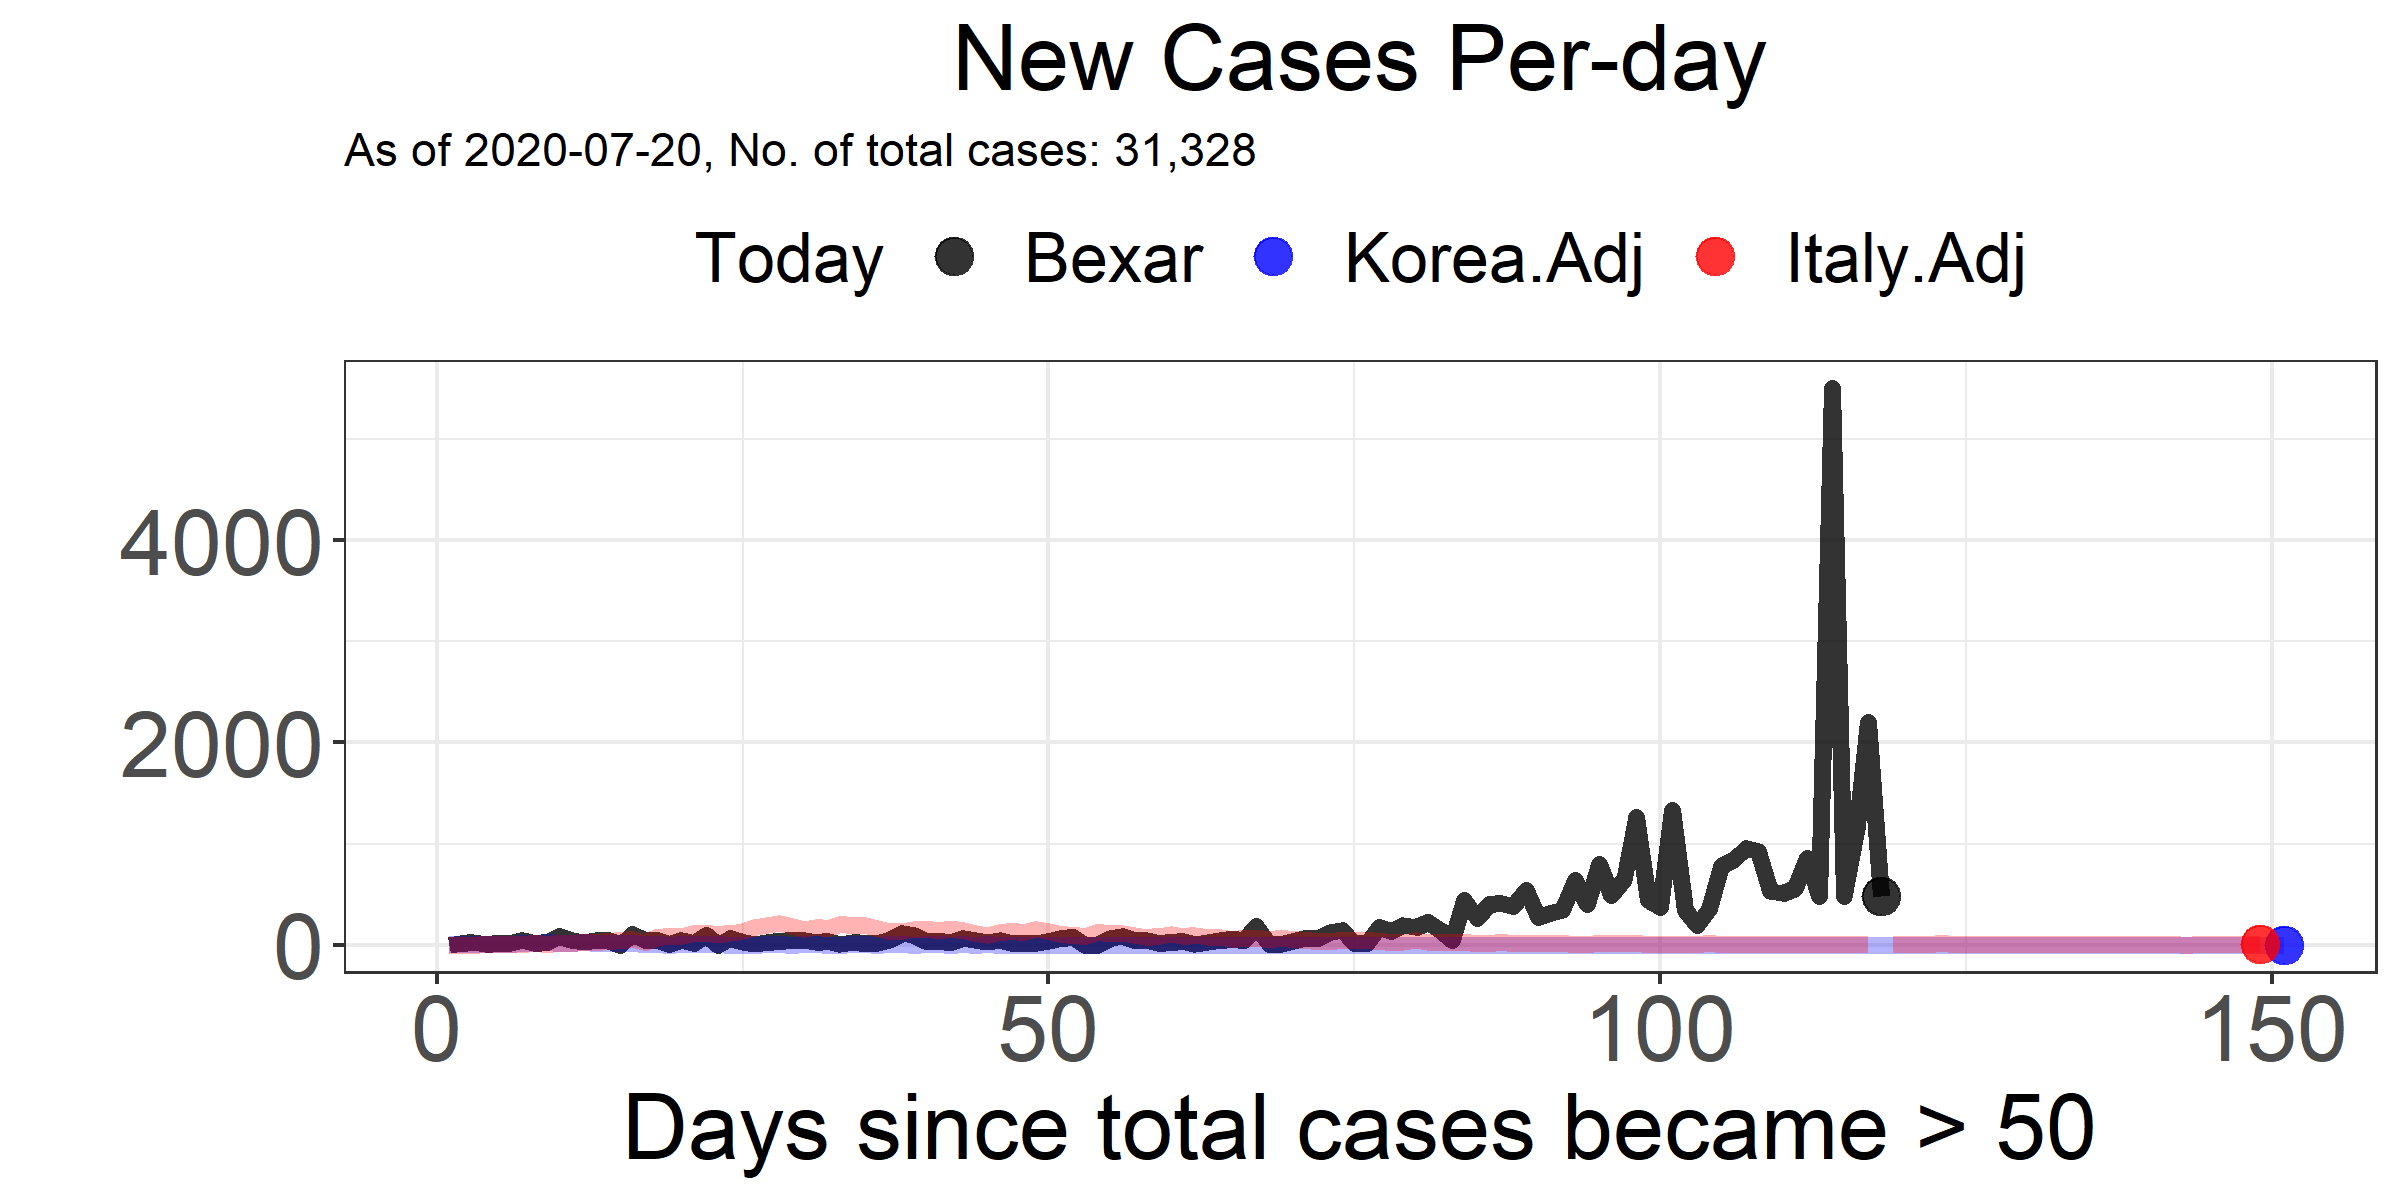 New Cases Per-day
As of 2020-07-20, No. of total cases: 31,328
Today Bexar Korea.Adj Italy.Adj
4000
2000
0
0 50 100 150
Days since total cases became > 50